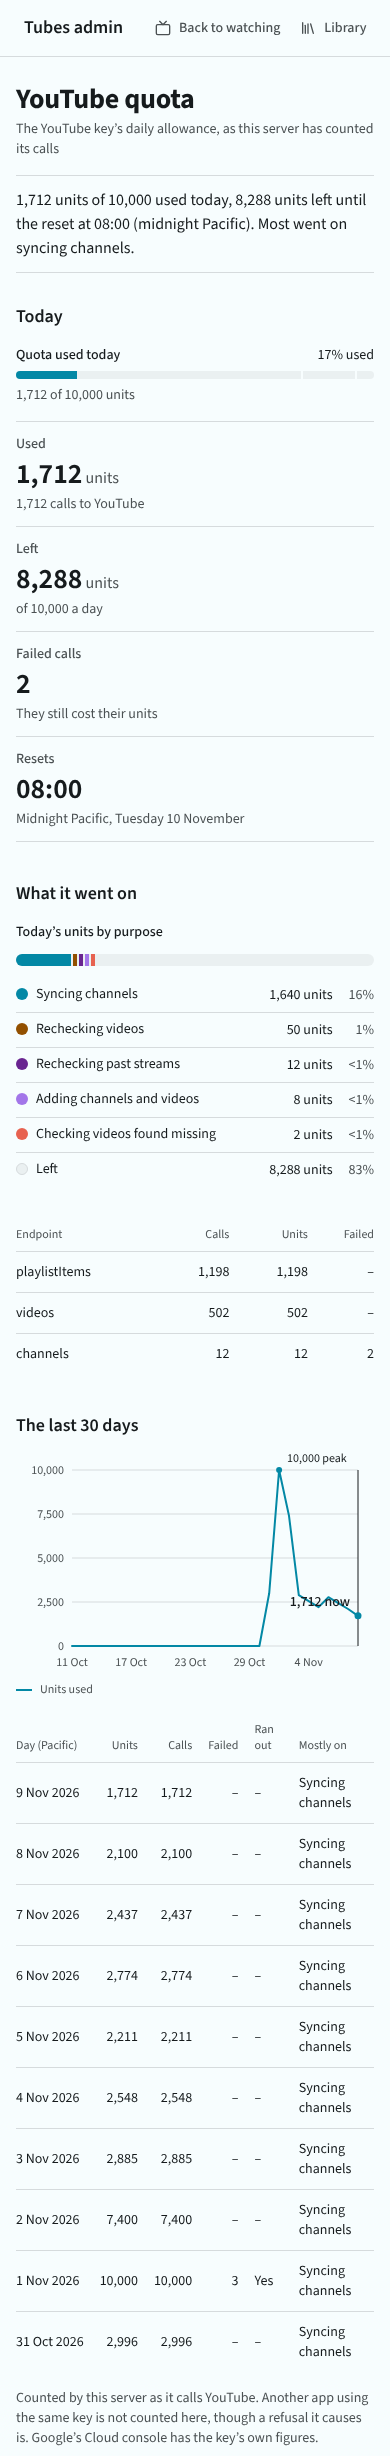 Tubes admin
Back to watching
Library
YouTube quota
The YouTube key’s daily allowance, as this server has counted
its calls
1,712 units of 10,000 used today, 8,288 units left until
the reset at 08:00 (midnight Pacific). Most went on
syncing channels.
Today
Quota used today 17% used
1,712 of 10,000 units
Used
1,712 units
1,712 calls to YouTube
Left
8,288 units
of 10,000 a day
Failed calls
2
They still cost their units
Resets
08:00
Midnight Pacific, Tuesday 10 November
What it went on
Today’s units by purpose
Syncing channels 1,640 units 16%
Rechecking videos 50 units 1%
Rechecking past streams 12 units <1%
Adding channels and videos 8 units <1%
Checking videos found missing 2 units <1%
Left 8,288 units 83%
Endpoint Calls Units Failed
playlistItems 1,198 1,198 –
videos 502 502 –
channels 12 12 2
The last 30 days
10,000 peak
10,000
7,500
5,000
2,500
1,712 now
0
11 Oct 17 Oct 23 Oct 29 Oct 4 Nov
Units used
Day (Pacific) Units Calls Failed Ran out Mostly on
9 Nov 2026 1,712 1,712 – – Syncing channels
8 Nov 2026 2,100 2,100 – – Syncing channels
7 Nov 2026 2,437 2,437 – – Syncing channels
6 Nov 2026 2,774 2,774 – – Syncing channels
5 Nov 2026 2,211 2,211 – – Syncing channels
4 Nov 2026 2,548 2,548 – – Syncing channels
3 Nov 2026 2,885 2,885 – – Syncing channels
2 Nov 2026 7,400 7,400 – – Syncing channels
1 Nov 2026 10,000 10,000 3 Yes Syncing channels
31 Oct 2026 2,996 2,996 – – Syncing channels
Counted by this server as it calls YouTube. Another app using
the same key is not counted here, though a refusal it causes
is. Google’s Cloud console has the key’s own figures.